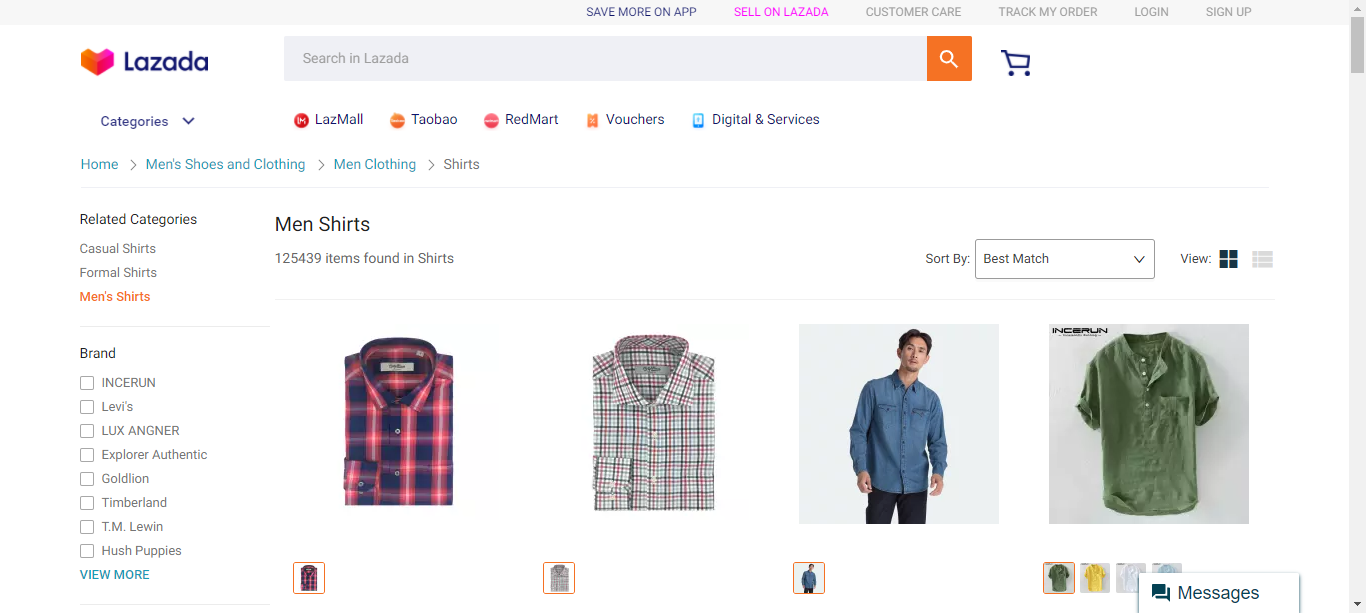 SAVE MORE ON APP SELL ON LAZADA CUSTOMER CARE TRACK MY ORDER LOGIN SIGN UP
Lazada
Search in Lazada
Categories
LazMall Taobao RedMart Vouchers Digital & Services
Home Men's Shoes and Clothing Men Clothing Shirts
Related Categories
Casual Shirts
Formal Shirts
Men's Shirts
Brand
INCERUN
Levi's
LUX ANGNER
Explorer Authentic
Goldlion
Timberland
T.M. Lewin
Hush Puppies
VIEW MORE
Men Shirts
125439 items found in Shirts
Sort By: Best Match View:
INCERUN
Messages